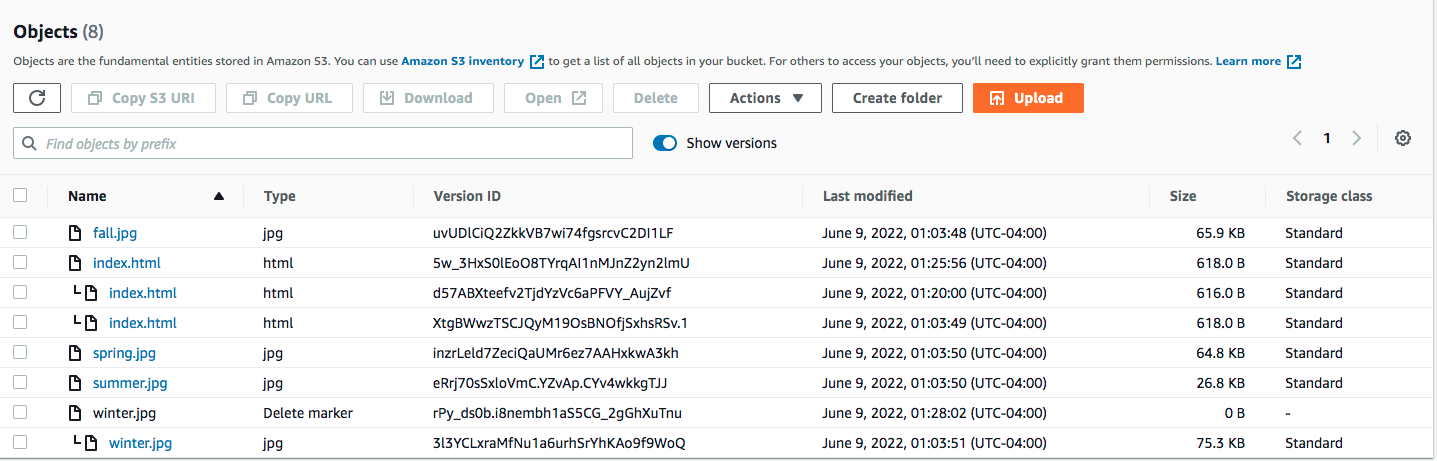 Objects (8)
Objects are the fundamental entities stored in Amazon S3. You can use Amazon S3 inventory to get a list of all objects in your bucket. For others to access your objects, you'll need to explicitly grant them permissions. Learn more
Copy S3 URI Copy URL Download Open Delete Actions Create folder Upload
Find objects by prefix Show versions 1
Name Type Version ID Last modified Size Storage class
fall.jpg jpg uvUDlCiQ2ZkkVB7wi74fgsrcvC2DI1LF June 9, 2022, 01:03:48 (UTC-04:00) 65.9 KB Standard
index.html html 5w_3HxS0lEoO8TYrqAI1nMJnZ2yn2lmU June 9, 2022, 01:25:56 (UTC-04:00) 618.0 B Standard
index.html html d57ABXteefv2TjdYzVc6aPFVY_AujZvf June 9, 2022, 01:20:00 (UTC-04:00) 616.0 B Standard
index.html html XtgBWwzTSCJQyM19OsBNOfjSxhsRSv.1 June 9, 2022, 01:03:49 (UTC-04:00) 618.0 B Standard
spring.jpg jpg inzrLeld7ZeciQaUMr6ez7AAHxkwA3kh June 9, 2022, 01:03:50 (UTC-04:00) 64.8 KB Standard
summer.jpg jpg eRrj70sSxloVmC.YZvAp.CYv4wkkgTJJ June 9, 2022, 01:03:50 (UTC-04:00) 26.8 KB Standard
winter.jpg Delete marker rPy_ds0b.i8nembh1aS5CG_2gGhXuTnu June 9, 2022, 01:28:02 (UTC-04:00) 0 B -
winter.jpg jpg 3l3YCLxraMfNu1a6urhSrYhKAo9f9WoQ June 9, 2022, 01:03:51 (UTC-04:00) 75.3 KB Standard